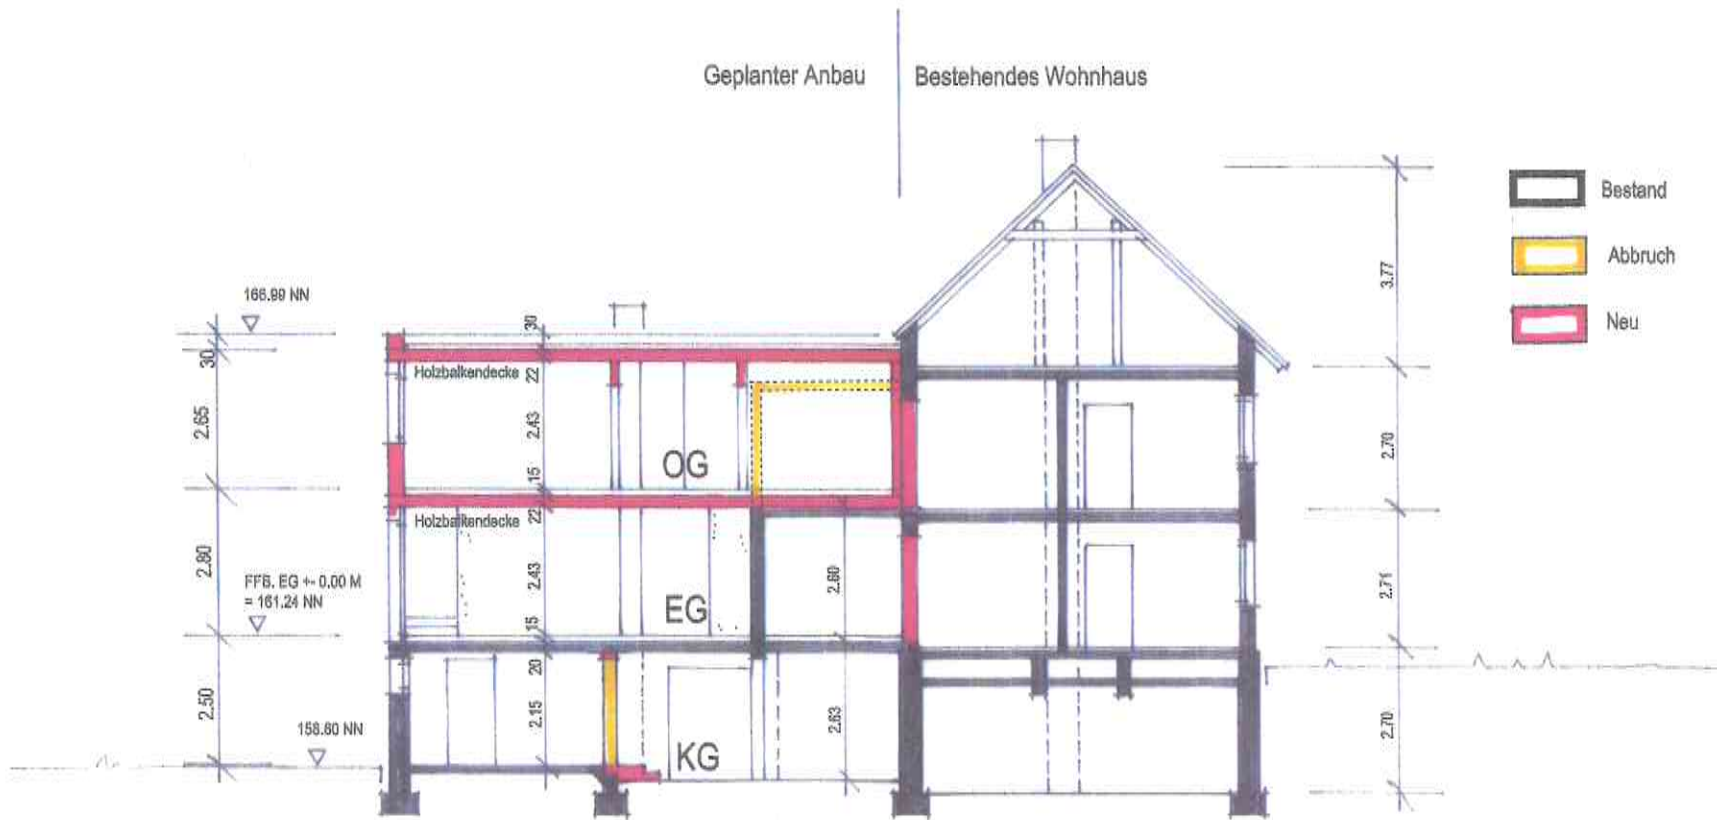 Geplanter Anbau
Bestehendes Wohnhaus
Bestand
Abbruch
Neu
166.99 NN
30
2.65
2.80
2.50
FFB. EG +- 0.00 M
= 161.24 NN
158.80 NN
Holzbalkendecke
30
22
2.43
15
OG
Holzbalkendecke
22
2.43
15
EG
2.60
20
2.15
2.63
KG
3.77
2.70
2.71
2.70